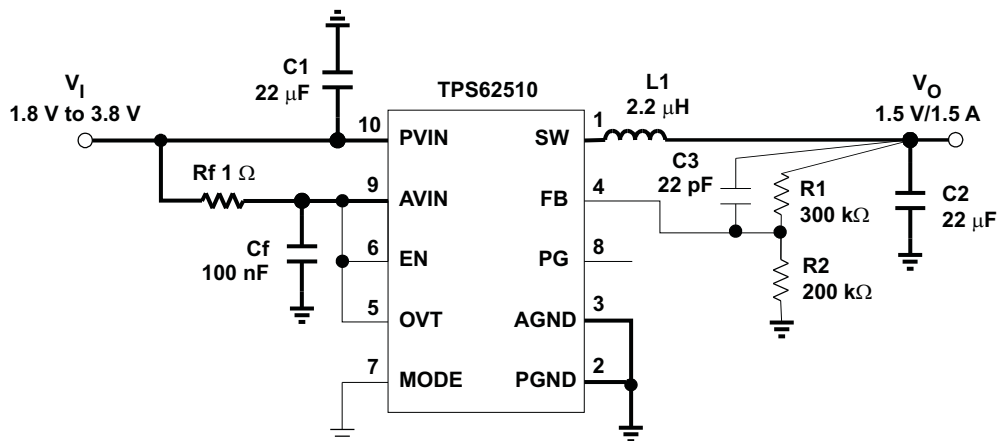 C1
22 μF
V_I
1.8 V to 3.8 V
TPS62510
L1
2.2 μH
V_O
1.5 V/1.5 A
10
PVIN
SW
1
Rf 1 Ω
C3
22 pF
9
AVIN
FB
4
R1
300 kΩ
C2
22 μF
Cf
100 nF
6
EN
PG
8
R2
200 kΩ
5
OVT
AGND
3
7
MODE
PGND
2